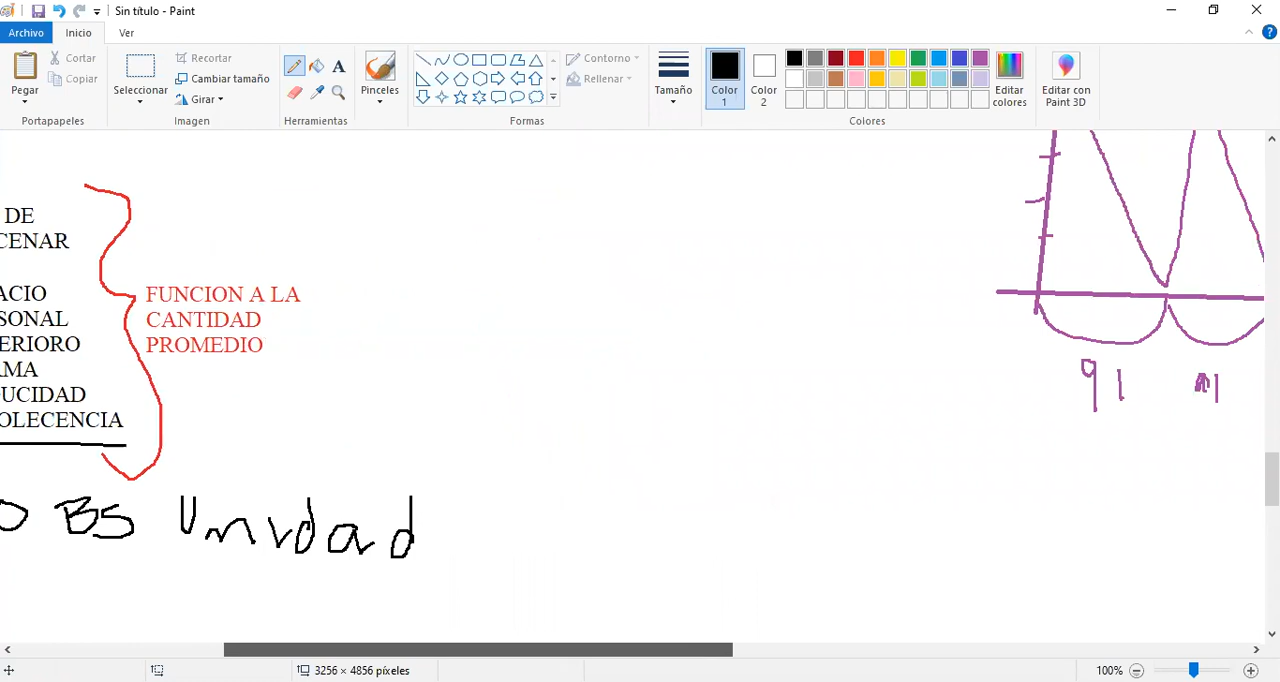 Sin título - Paint
Archivo Inicio Ver
Pegar
Cortar
Copiar
Portapapeles
Seleccionar
Recortar
Cambiar tamaño
Girar
Imagen
A
Herramientas
Pinceles
Contorno
Rellenar
Formas
Tamaño
Color 1
Color 2
Editar colores
Editar con Paint 3D
Colores
DE
CENAR
ACIO
SONAL
ERIORO
RMA
UCIDAD
OLECENCIA
FUNCION A LA
CANTIDAD
PROMEDIO
O BS Unidad
91
3256 × 4856 píxeles
100%